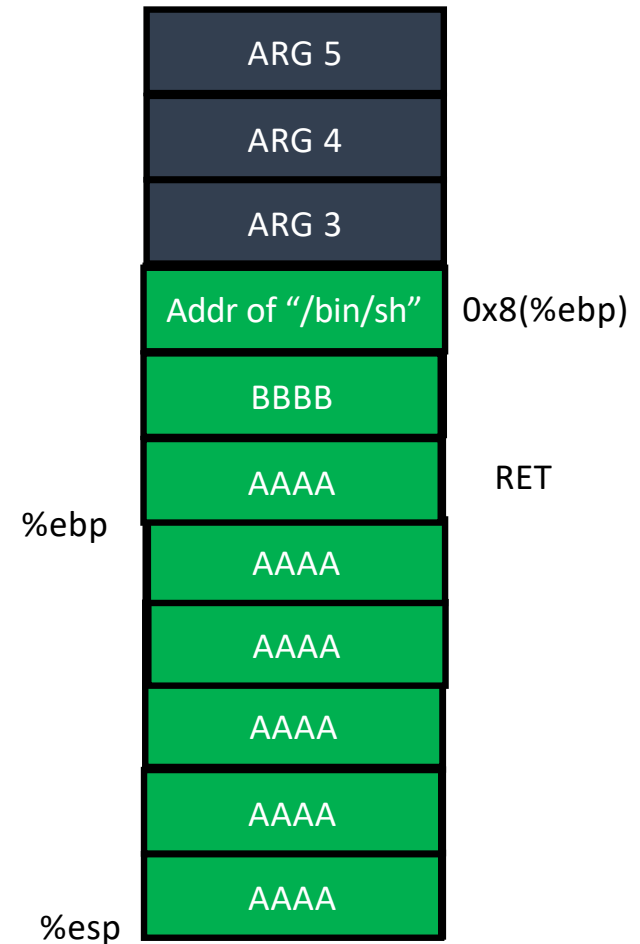 ARG 5
ARG 4
ARG 3
Addr of “/bin/sh” 0x8(%ebp)
BBBB
AAAA RET
%ebp
AAAA
AAAA
AAAA
AAAA
AAAA
%esp